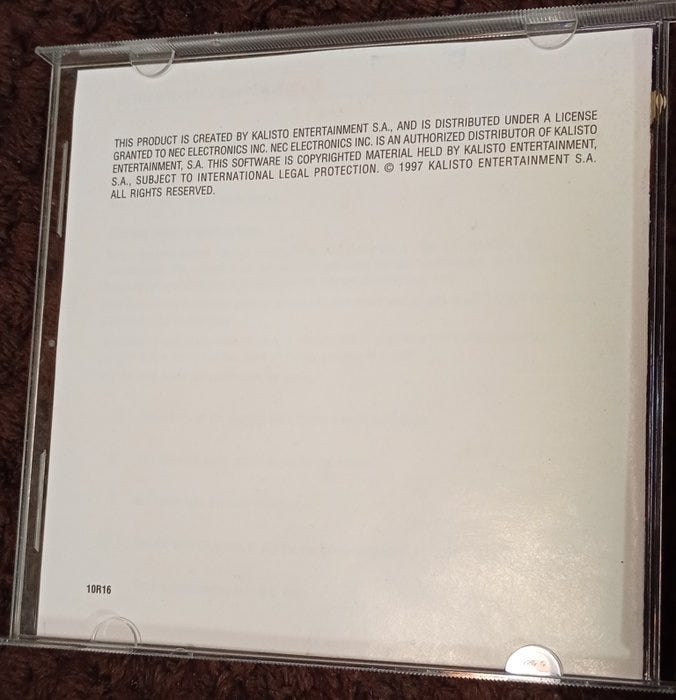 THIS PRODUCT IS CREATED BY KALISTO ENTERTAINMENT S.A., AND IS DISTRIBUTED UNDER A LICENSE
GRANTED TO NEC ELECTRONICS INC. NEC ELECTRONICS INC. IS AN AUTHORIZED DISTRIBUTOR OF KALISTO
ENTERTAINMENT, S.A. THIS SOFTWARE IS COPYRIGHTED MATERIAL HELD BY KALISTO ENTERTAINMENT,
S.A., SUBJECT TO INTERNATIONAL LEGAL PROTECTION. © 1997 KALISTO ENTERTAINMENT S.A.
ALL RIGHTS RESERVED.
10R16